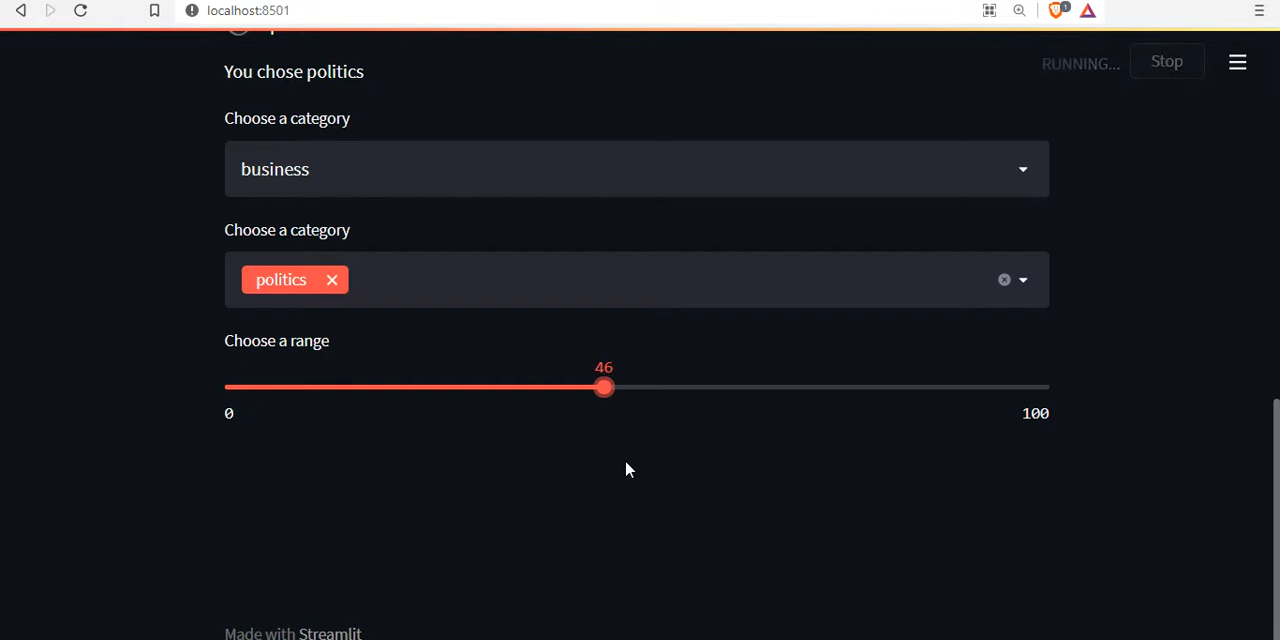 localhost:8501
1
You chose politics
RUNNING...
Stop
Choose a category
business
Choose a category
politics
Choose a range
46
0
100
Made with Streamlit